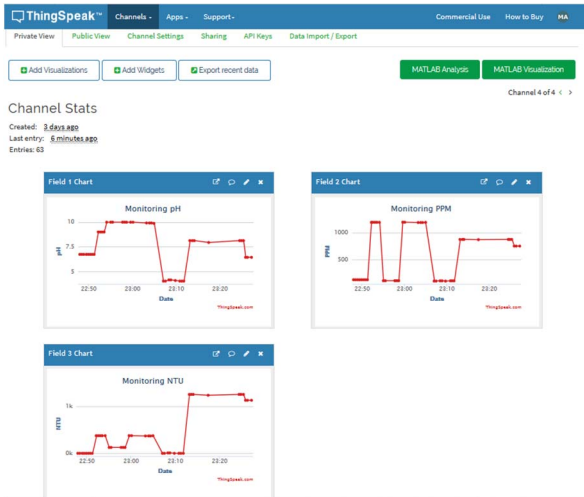 ThingSpeak™ Channels Apps Support Commercial Use How to Buy MA
Private View Public View Channel Settings Sharing API Keys Data Import / Export
Add Visualizations Add Widgets Export recent data MATLAB Analysis MATLAB Visualization
Channel 4 of 4 < >
Channel Stats
Created: 3 days ago
Last entry: 6 minutes ago
Entries: 63
Field 1 Chart
Monitoring pH
10
7.5
5
pH
22:50 23:00 23:10 23:20
Date
ThingSpeak.com
Field 2 Chart
Monitoring PPM
1000
500
PPM
22:50 23:00 23:10 23:20
Date
ThingSpeak.com
Field 3 Chart
Monitoring NTU
1k
0k
NTU
22:50 23:00 23:10 23:20
Date
ThingSpeak.com